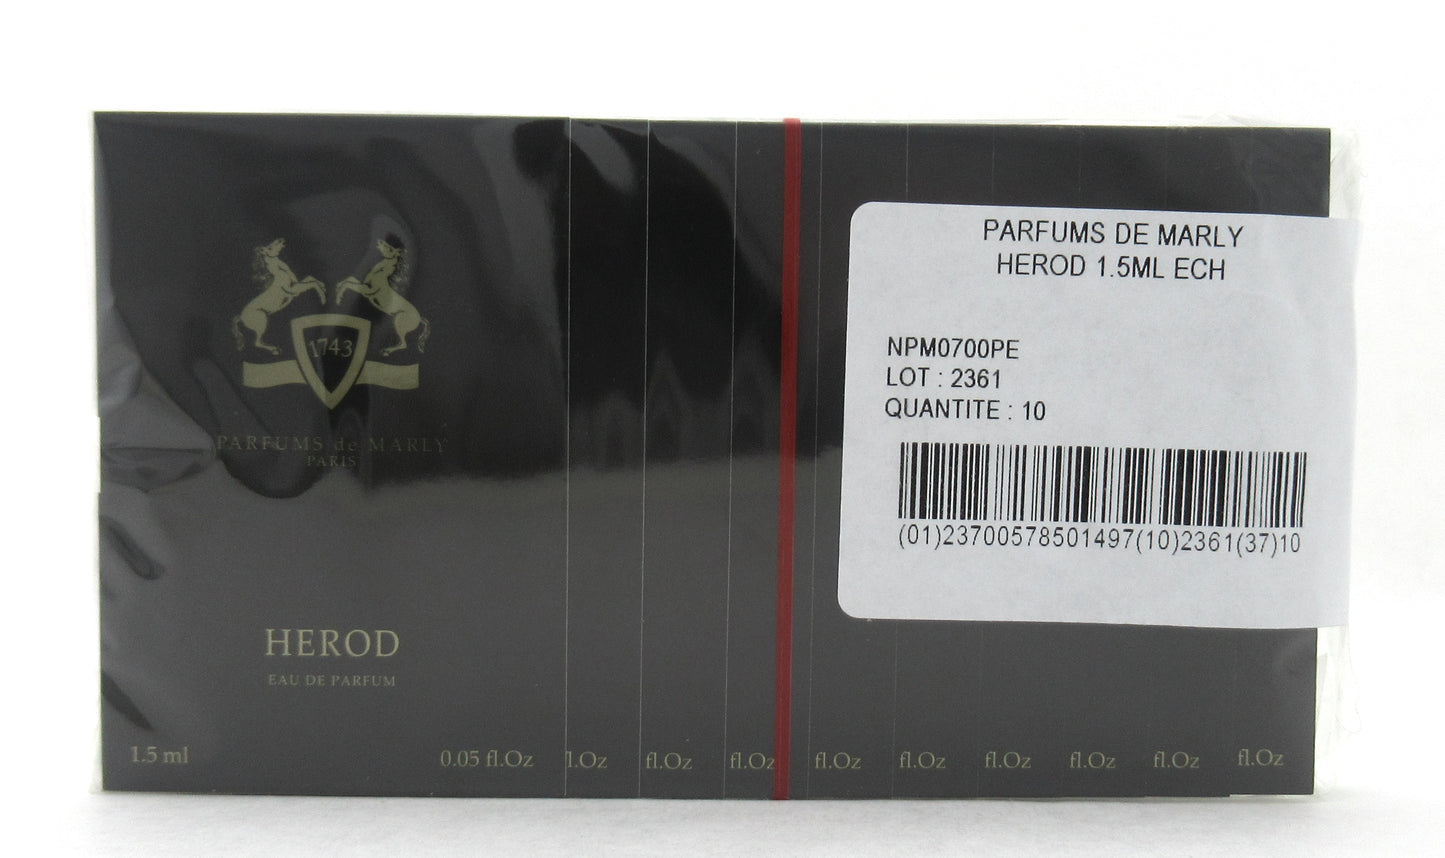 1743
PARFUMS de MARLY
PARIS
HEROD
EAU DE PARFUM
1.5 ml
0.05 fl.Oz
l.Oz
fl.Oz
fl.Oz
fl.Oz
fl.Oz
fl.Oz
fl.Oz
fl.Oz
fl.Oz
PARFUMS DE MARLY
HEROD 1.5ML ECH
NPM0700PE
LOT : 2361
QUANTITE : 10
(01)23700578501497(10)2361(37)10